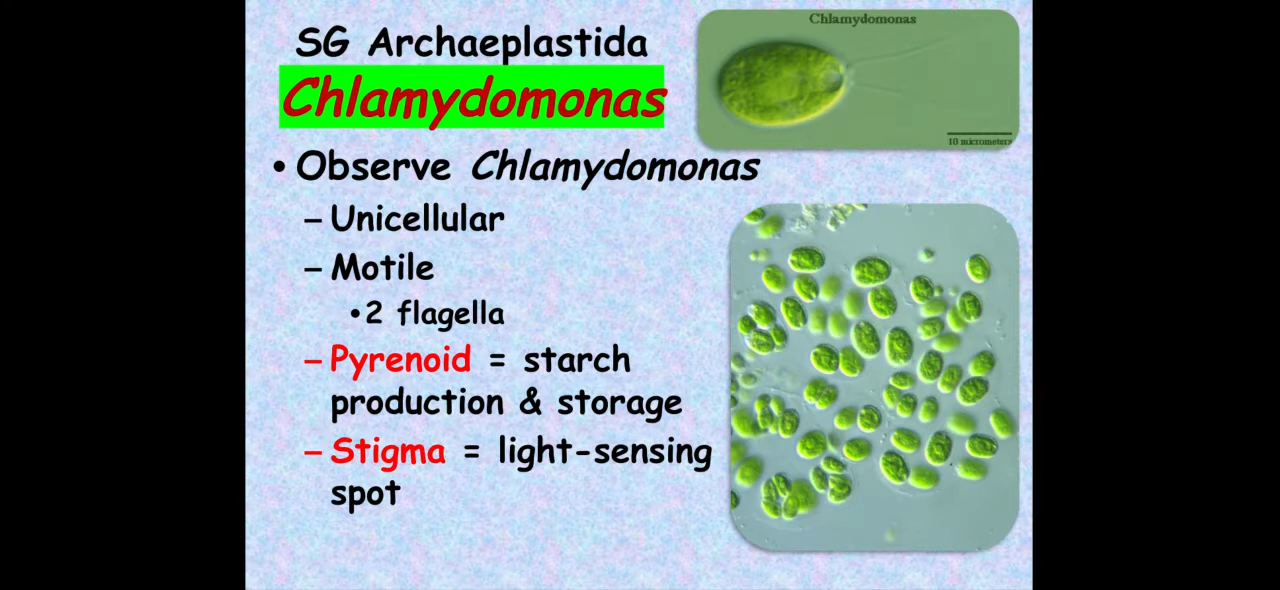 SG Archaeplastida
Chlamydomonas
• Observe Chlamydomonas
– Unicellular
– Motile
• 2 flagella
– Pyrenoid = starch
production & storage
– Stigma = light-sensing
spot
Chlamydomonas
10 micrometers